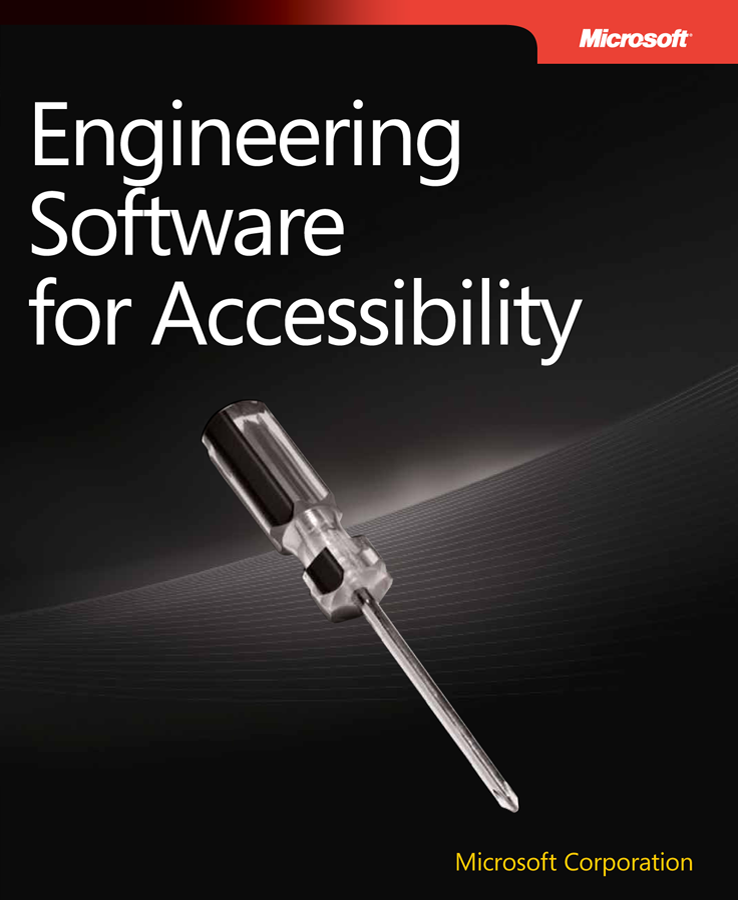 Microsoft®
Engineering
Software
for Accessibility
Microsoft Corporation